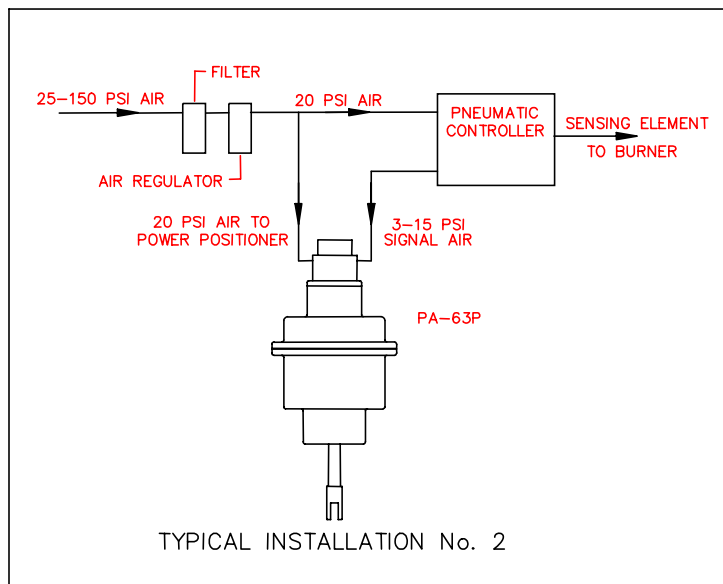 FILTER
25-150 PSI AIR
20 PSI AIR
PNEUMATIC
CONTROLLER
SENSING ELEMENT
TO BURNER
AIR REGULATOR
20 PSI AIR TO
POWER POSITIONER
3-15 PSI
SIGNAL AIR
PA-63P
TYPICAL INSTALLATION No. 2